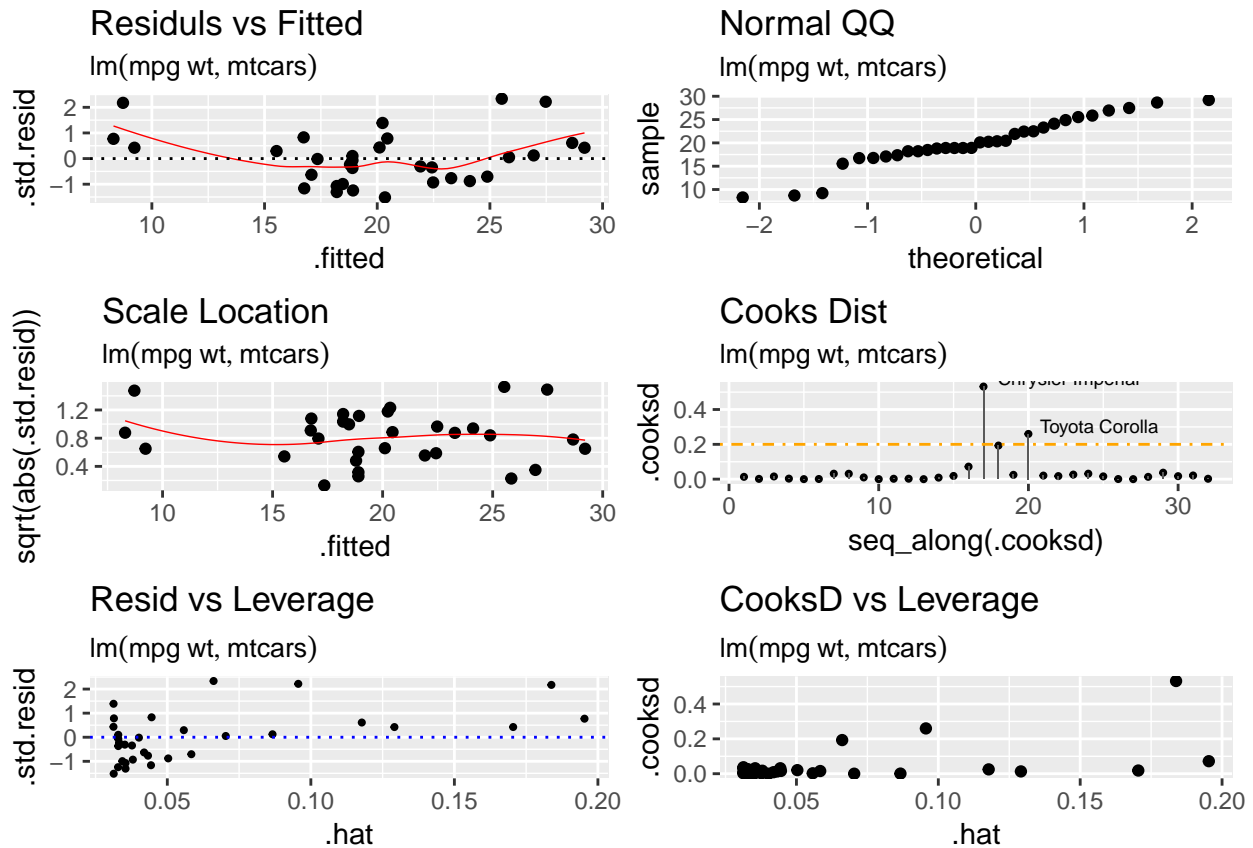 Residuls vs Fitted
lm(mpg wt, mtcars)
.std.resid
2
1
0
−1
10
15
20
25
30
.fitted
Normal QQ
lm(mpg wt, mtcars)
sample
30
25
20
15
10
−2
−1
0
1
2
theoretical
Scale Location
lm(mpg wt, mtcars)
sqrt(abs(.std.resid))
1.2
0.8
0.4
10
15
20
25
30
.fitted
Cooks Dist
lm(mpg wt, mtcars)
.cooksd
0.4
0.2
0.0
Chrysler Imperial
Toyota Corolla
0
10
20
30
seq_along(.cooksd)
Resid vs Leverage
lm(mpg wt, mtcars)
.std.resid
2
1
0
−1
0.05
0.10
0.15
0.20
.hat
CooksD vs Leverage
lm(mpg wt, mtcars)
.cooksd
0.4
0.2
0.0
0.05
0.10
0.15
0.20
.hat